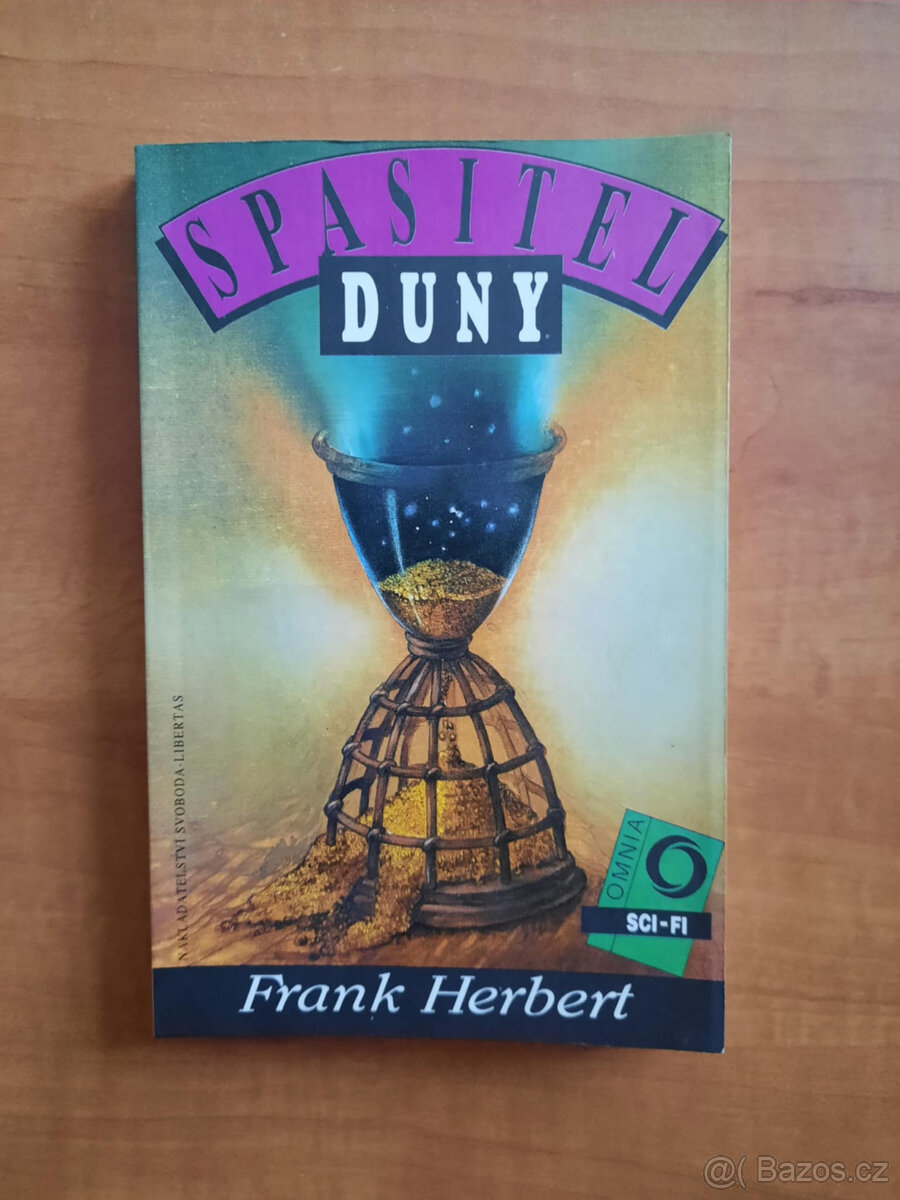 SPASITEL
DUNY
NAKLADATELSTVÍ SVOBODA-LIBERTAS
OMNIA
SCI-FI
Frank Herbert
@( Bazos.cz